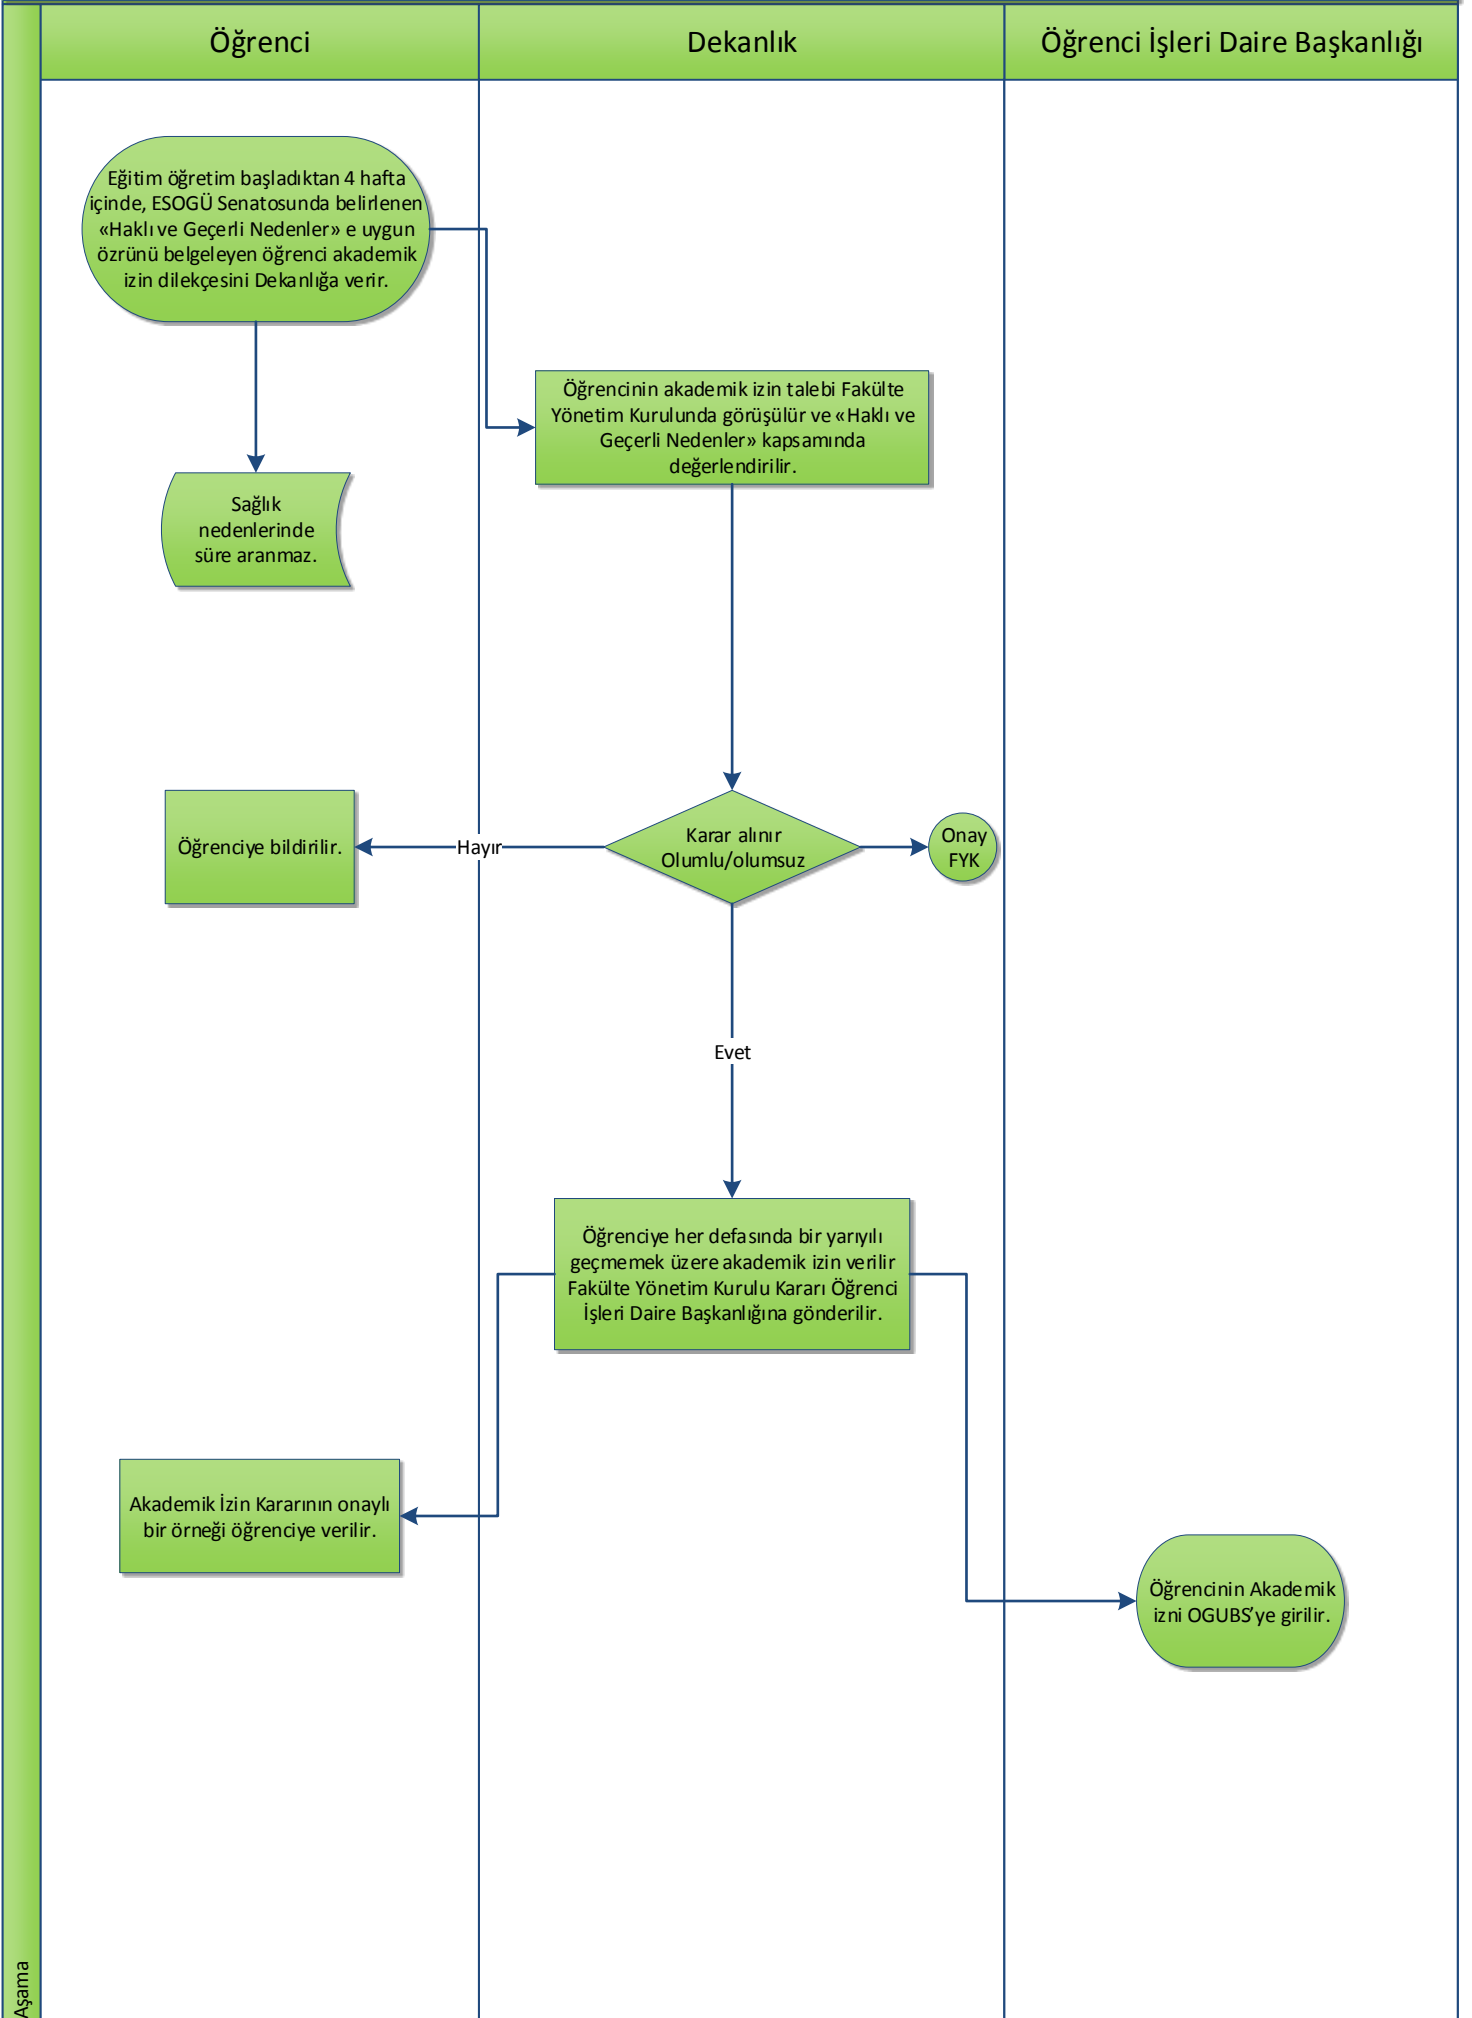 Öğrenci
Dekanlık
Öğrenci İşleri Daire Başkanlığı
Eğitim öğretim başladıktan 4 hafta
içinde, ESOGÜ Senatosunda belirlenen
«Haklı ve Geçerli Nedenler» e uygun
özrünü belgeleyen öğrenci akademik
izin dilekçesini Dekanlığa verir.
Öğrencinin akademik izin talebi Fakülte
Yönetim Kurulunda görüşülür ve «Haklı ve
Geçerli Nedenler» kapsamında
değerlendirilir.
Sağlık
nedenlerinde
süre aranmaz.
Öğrenciye bildirilir.
Hayır
Karar alınır
Olumlu/olumsuz
Onay
FYK
Evet
Öğrenciye her defasında bir yarıyılı
geçmemek üzere akademik izin verilir
Fakülte Yönetim Kurulu Kararı Öğrenci
İşleri Daire Başkanlığına gönderilir.
Akademik İzin Kararının onaylı
bir örneği öğrenciye verilir.
Öğrencinin Akademik
izni OGUBS’ye girilir.
Aşama